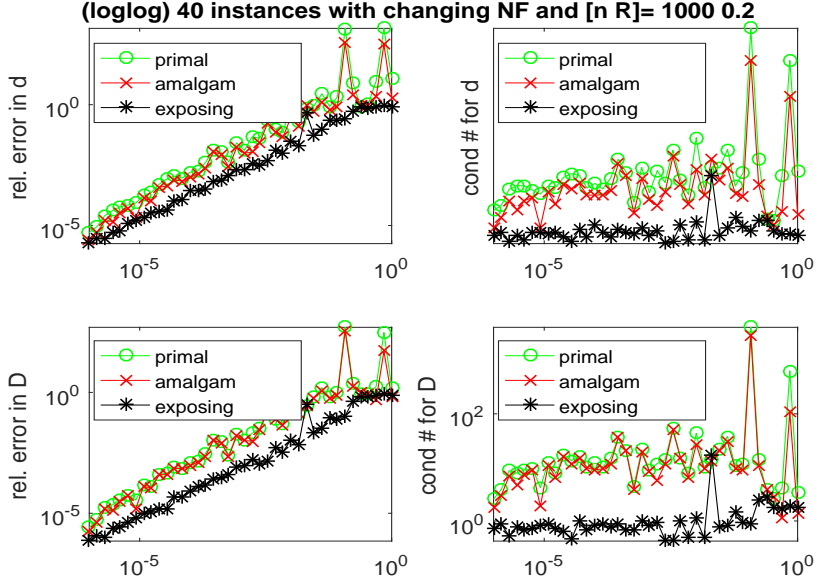 (loglog) 40 instances with changing NF and [n R]= 1000 0.2
rel. error in d
10^0
10^-5
primal
amalgam
exposing
10^-5
10^0
cond # for d
primal
amalgam
exposing
10^-5
10^0
rel. error in D
10^0
10^-5
primal
amalgam
exposing
10^-5
10^0
cond # for D
10^2
10^0
primal
amalgam
exposing
10^-5
10^0